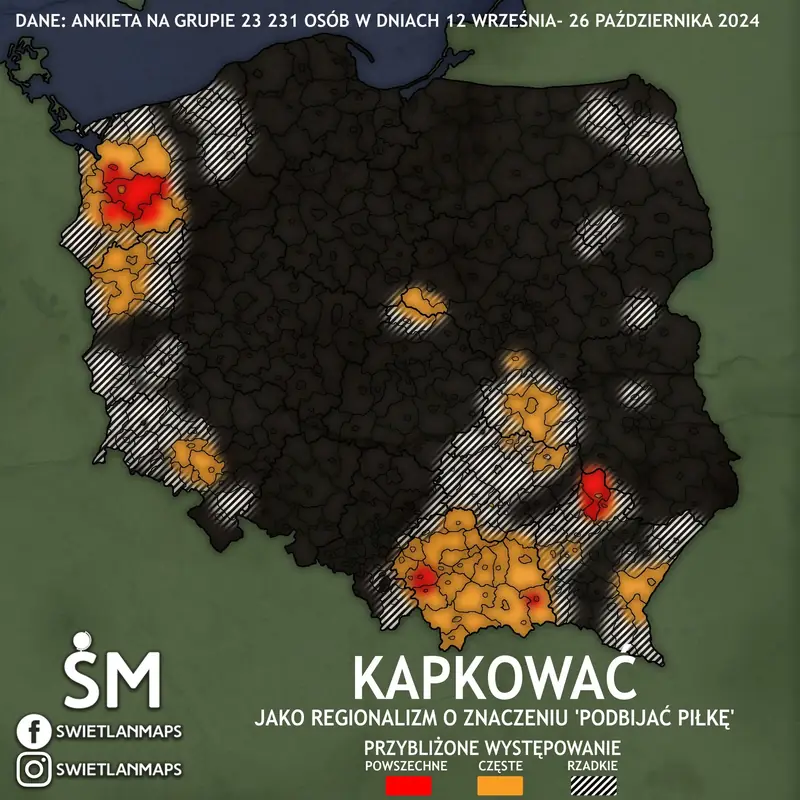 DANE: ANKIETA NA GRUPIE 23 231 OSÓB W DNIACH 12 WRZEŚNIA- 26 PAŹDZIERNIKA 2024
ŚM
SWIETLANMAPS
SWIETLANMAPS
KAPKOWAĆ
JAKO REGIONALIZM O ZNACZENIU 'PODBIJAĆ PIŁKĘ'
PRZYBLIŻONE WYSTĘPOWANIE
POWSZECHNE CZĘSTE RZADKIE